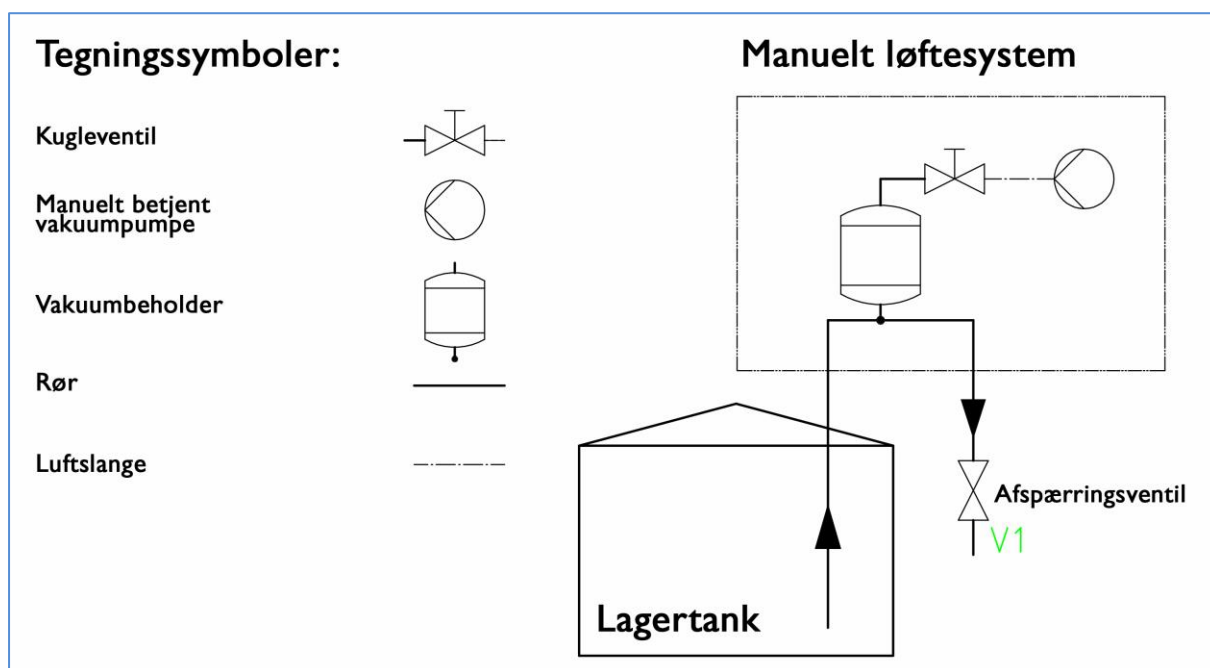 Tegningssymboler:
Kugleventil
Manuelt betjent
vakuumpumpe
Vakuumbeholder
Rør
Luftslange
Manuelt løftesystem
Afspærringsventil
V1
Lagertank